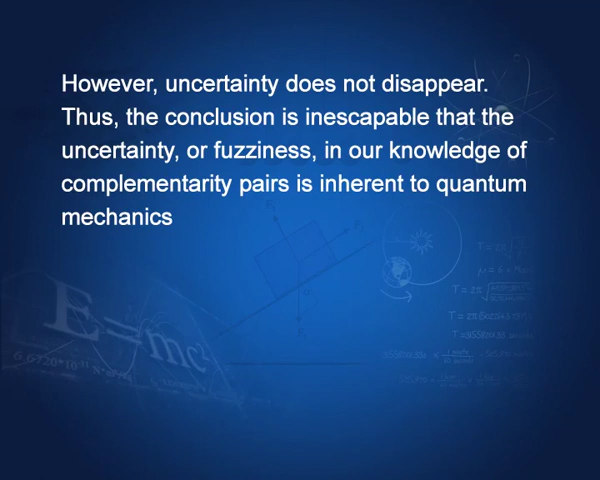 However, uncertainty does not disappear.
Thus, the conclusion is inescapable that the
uncertainty, or fuzziness, in our knowledge of
complementarity pairs is inherent to quantum
mechanics
E=mc²